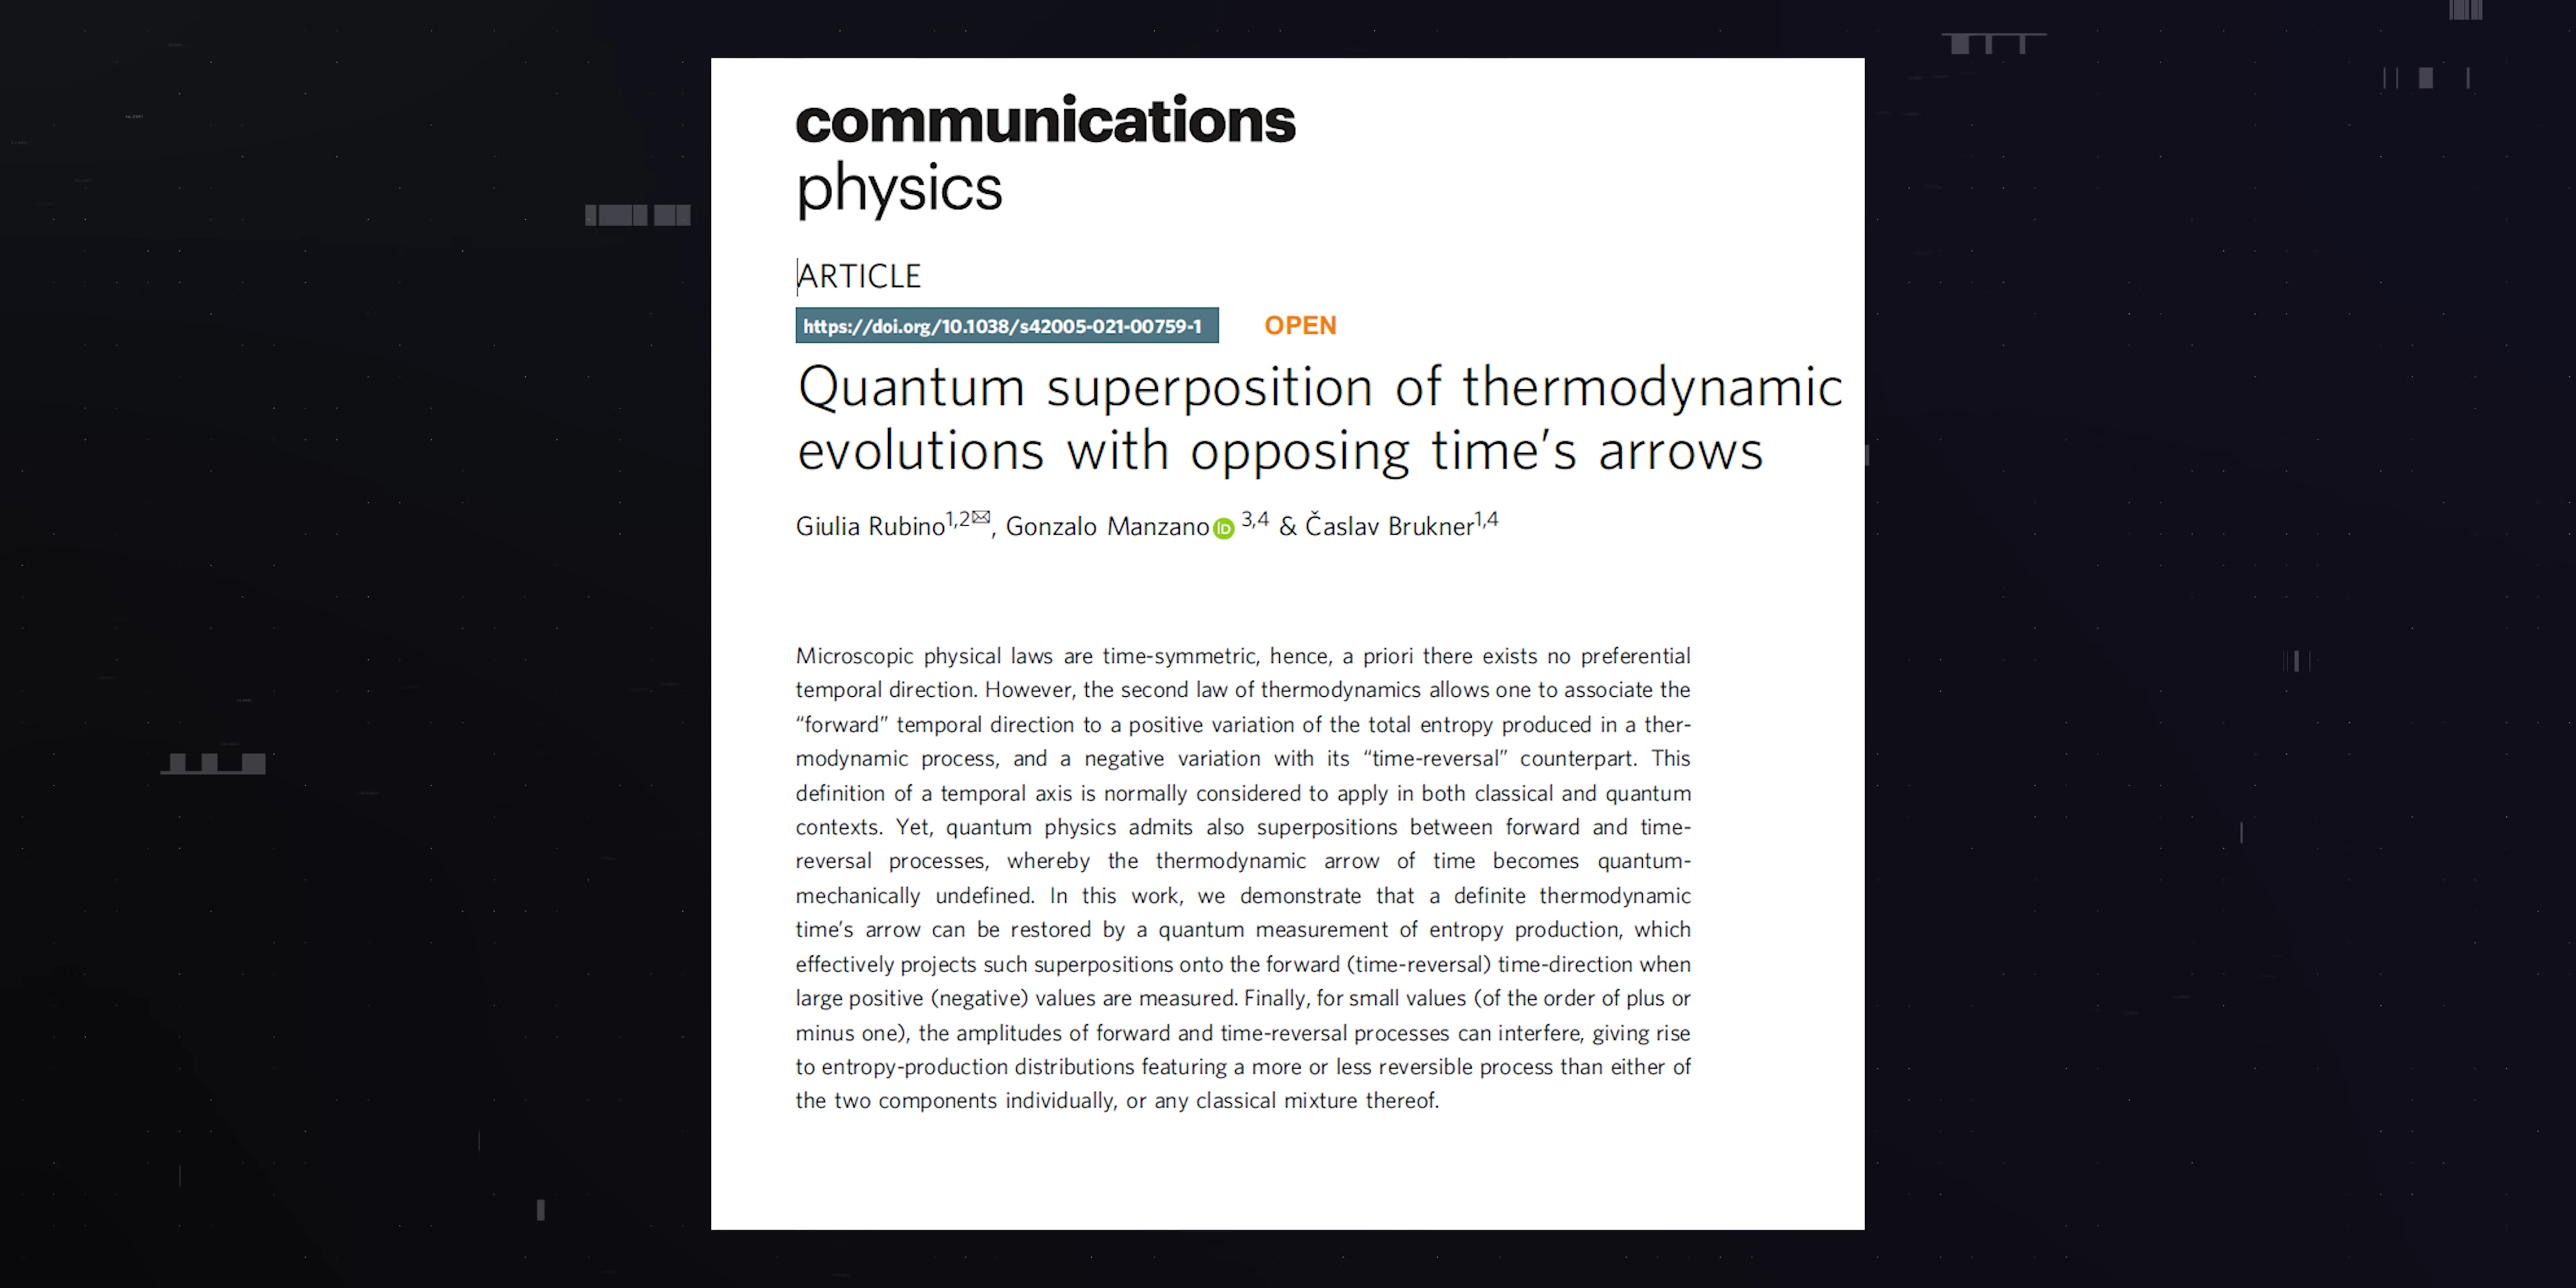 communications
physics
ARTICLE
https://doi.org/10.1038/s42005-021-00759-1 OPEN
Quantum superposition of thermodynamic
evolutions with opposing time’s arrows
Giulia Rubino1,2✉, Gonzalo Manzano iD 3,4 & Časlav Brukner1,4
Microscopic physical laws are time-symmetric, hence, a priori there exists no preferential
temporal direction. However, the second law of thermodynamics allows one to associate the
“forward” temporal direction to a positive variation of the total entropy produced in a ther-
modynamic process, and a negative variation with its “time-reversal” counterpart. This
definition of a temporal axis is normally considered to apply in both classical and quantum
contexts. Yet, quantum physics admits also superpositions between forward and time-
reversal processes, whereby the thermodynamic arrow of time becomes quantum-
mechanically undefined. In this work, we demonstrate that a definite thermodynamic
time’s arrow can be restored by a quantum measurement of entropy production, which
effectively projects such superpositions onto the forward (time-reversal) time-direction when
large positive (negative) values are measured. Finally, for small values (of the order of plus or
minus one), the amplitudes of forward and time-reversal processes can interfere, giving rise
to entropy-production distributions featuring a more or less reversible process than either of
the two components individually, or any classical mixture thereof.